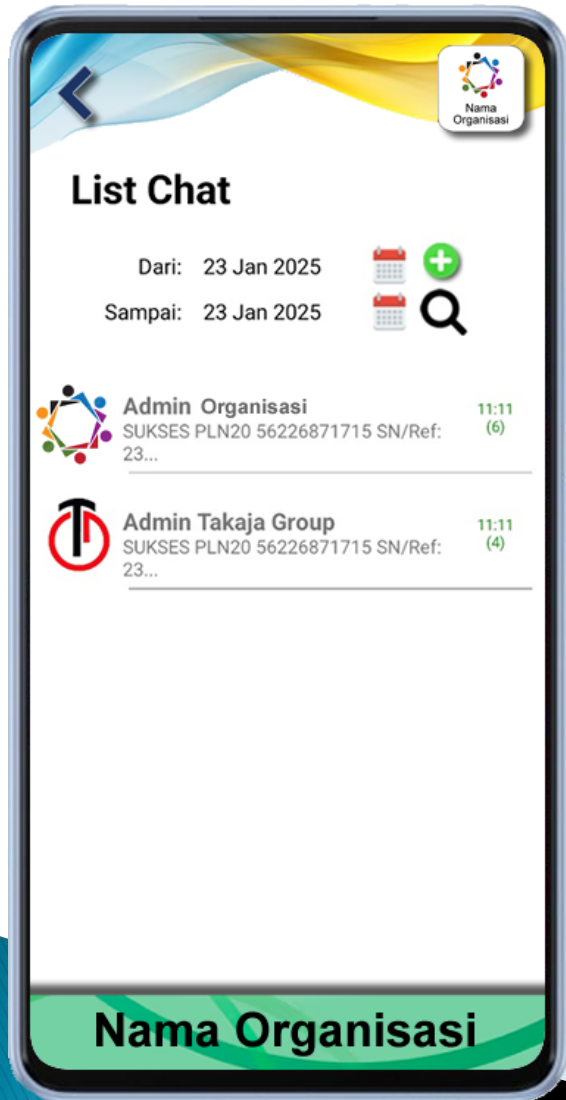 Nama
Organisasi
List Chat
Dari: 23 Jan 2025
Sampai: 23 Jan 2025
Admin Organisasi 11:11
SUKSES PLN20 56226871715 SN/Ref: (6)
23...
Admin Takaja Group 11:11
SUKSES PLN20 56226871715 SN/Ref: (4)
23...
Nama Organisasi